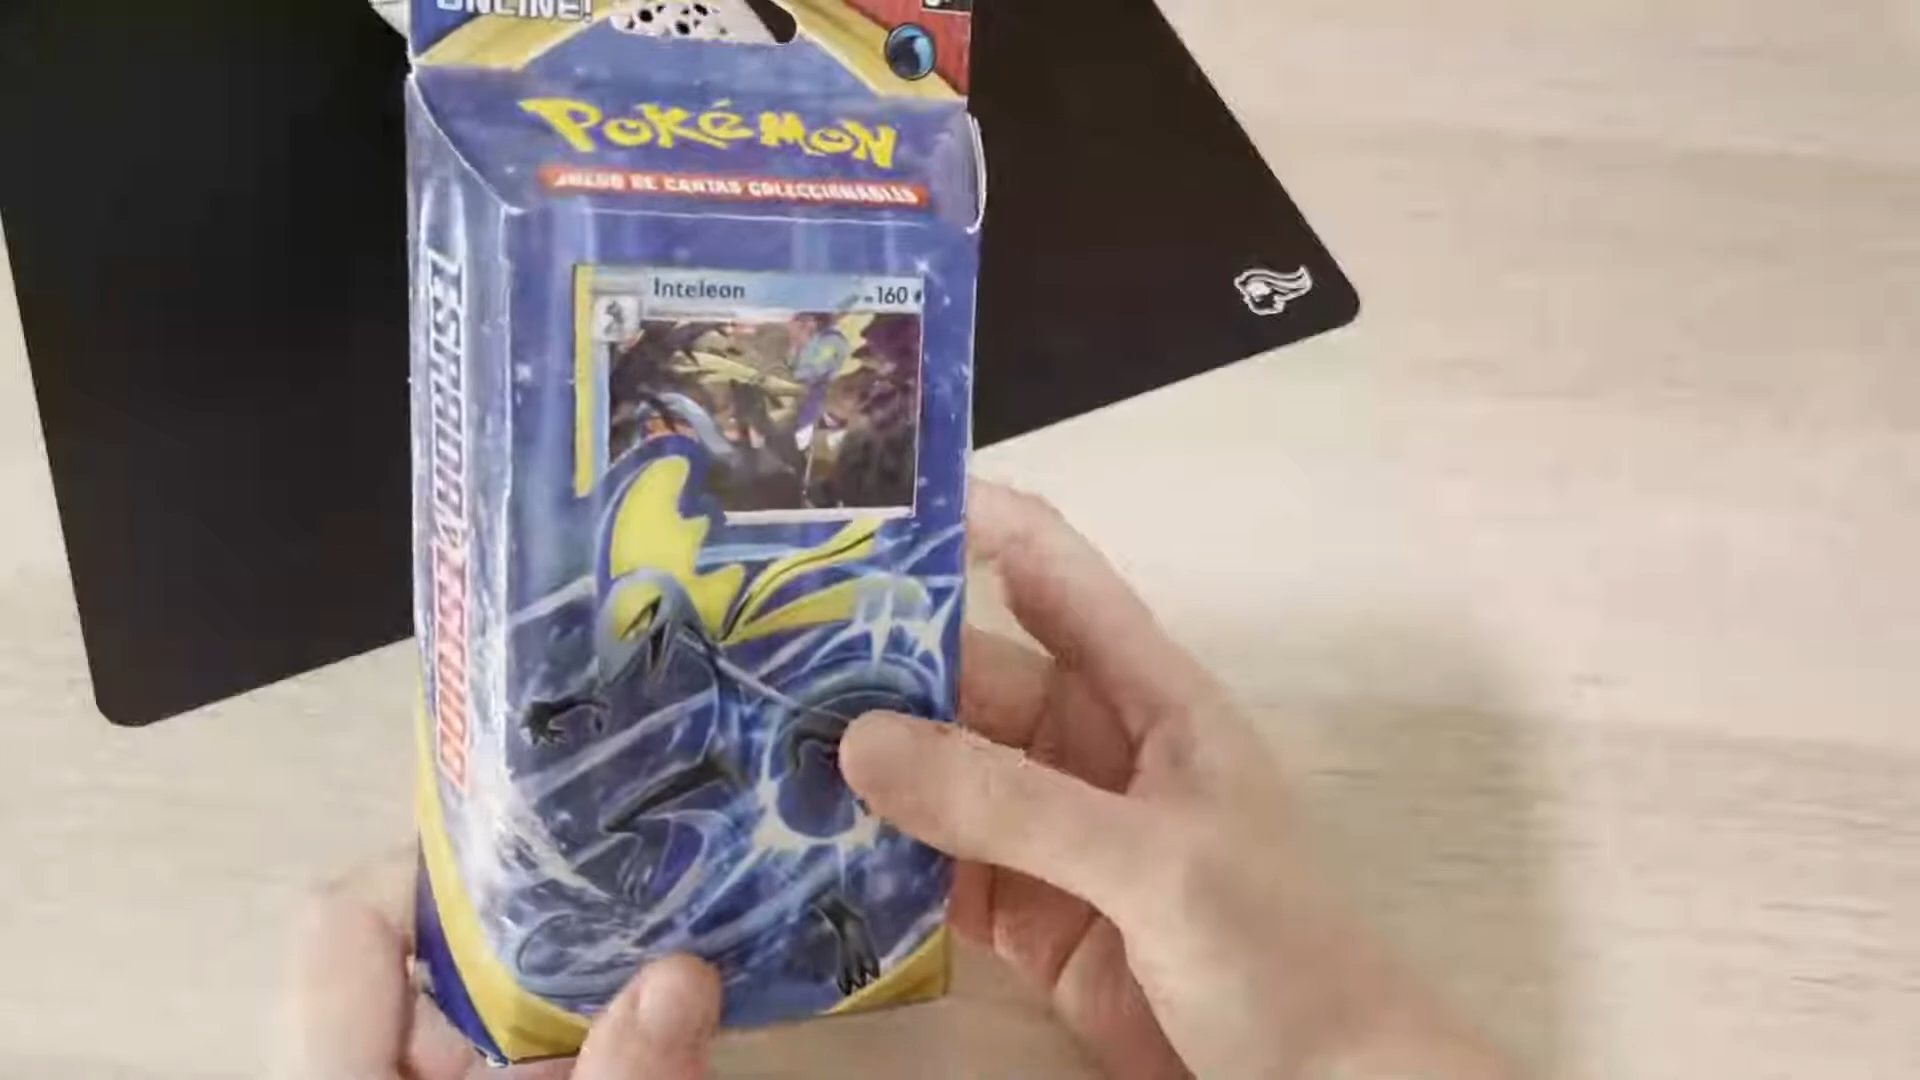 ONLINE!
POKéMON
JUEGO DE CARTAS COLECCIONABLES
Inteleon
160
ESPADA Y ESCUDO